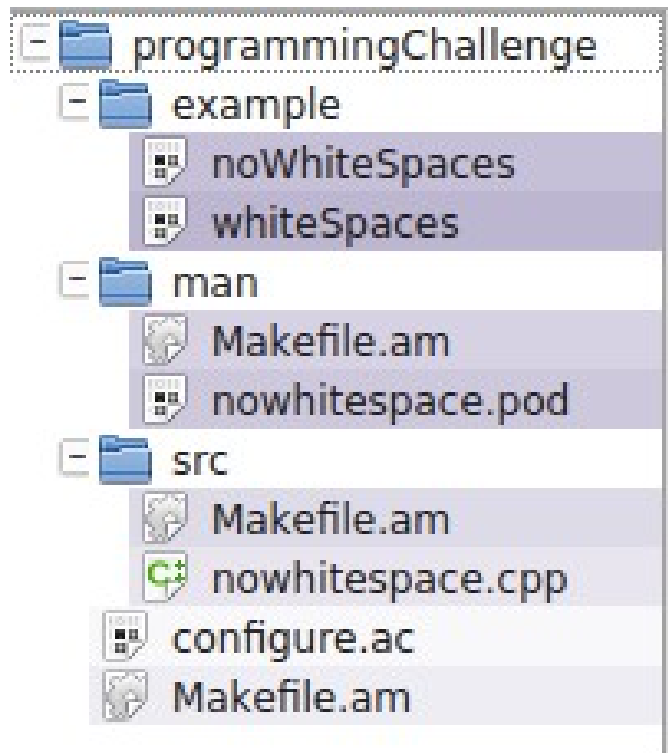 programmingChallenge
example
noWhiteSpaces
whiteSpaces
man
Makefile.am
nowhitespace.pod
src
Makefile.am
nowhitespace.cpp
configure.ac
Makefile.am